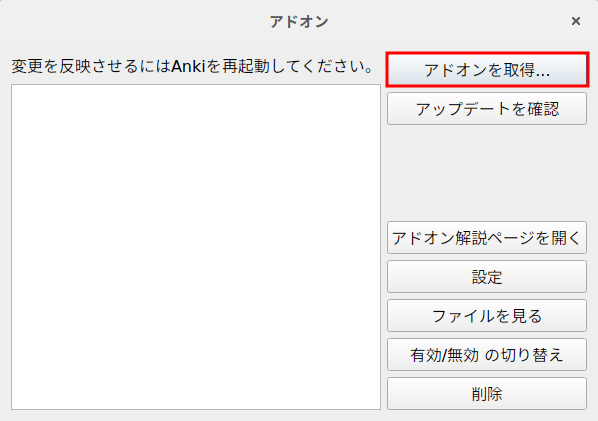 アドオン
変更を反映させるにはAnkiを再起動してください。
アドオンを取得...
アップデートを確認
アドオン解説ページを開く
設定
ファイルを見る
有効/無効 の切り替え
削除